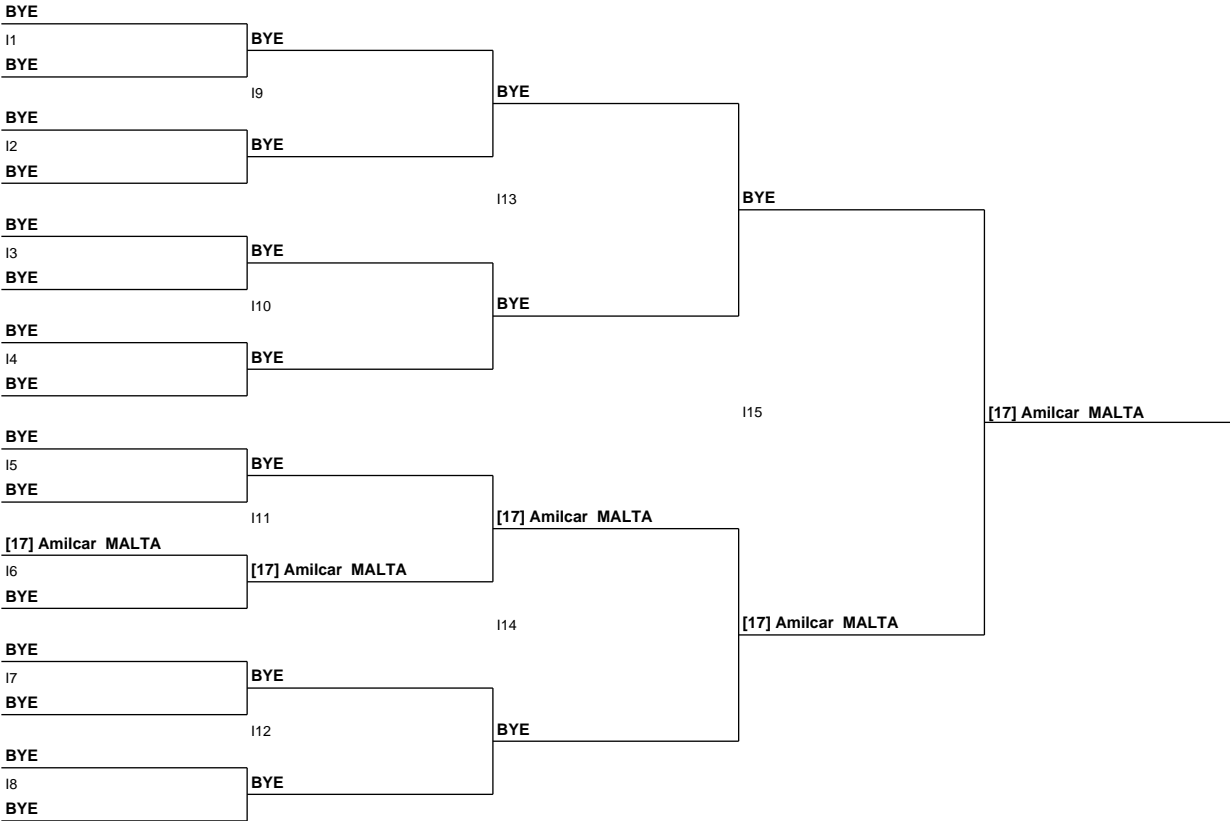 BYE
I1
BYE
BYE
I9
BYE
BYE
I2
BYE
BYE
I13
BYE
BYE
I3
BYE
BYE
I10
BYE
BYE
I4
BYE
BYE
I15
[17] Amilcar MALTA
BYE
I5
BYE
BYE
I11
[17] Amilcar MALTA
[17] Amilcar MALTA
I6
[17] Amilcar MALTA
BYE
I14
[17] Amilcar MALTA
BYE
I7
BYE
BYE
I12
BYE
BYE
I8
BYE
BYE